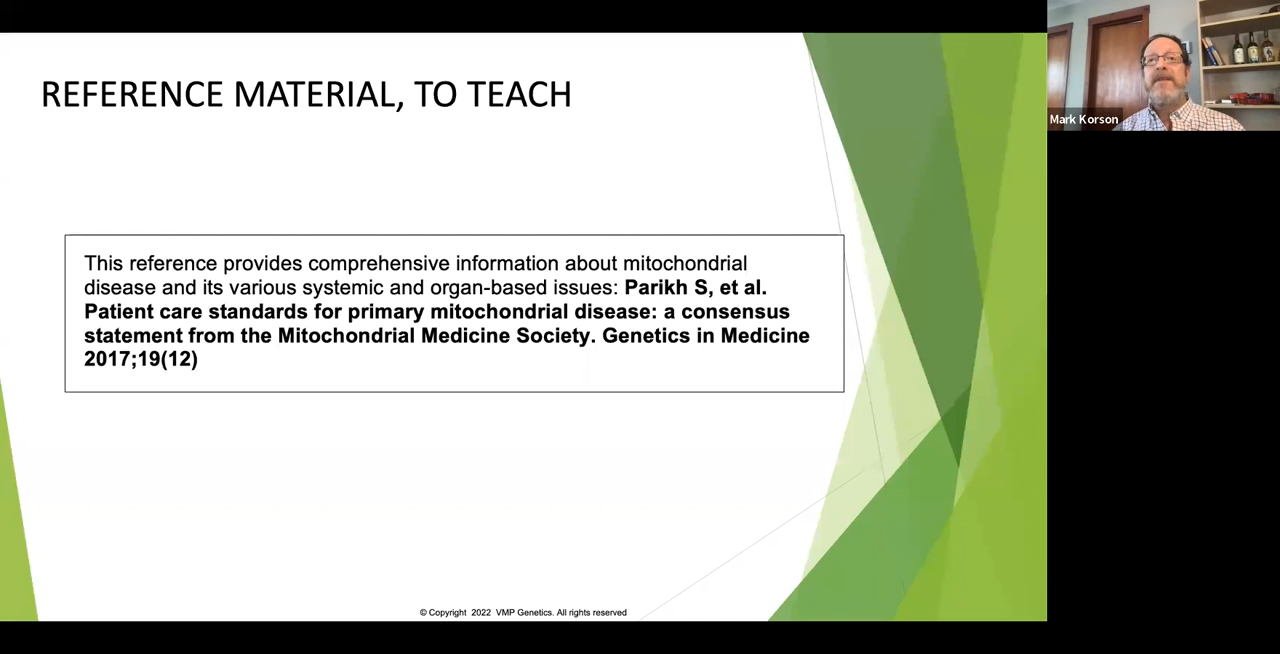 REFERENCE MATERIAL, TO TEACH
This reference provides comprehensive information about mitochondrial
disease and its various systemic and organ-based issues: Parikh S, et al.
Patient care standards for primary mitochondrial disease: a consensus
statement from the Mitochondrial Medicine Society. Genetics in Medicine
2017;19(12)
© Copyright 2022 VMP Genetics. All rights reserved
Mark Korson